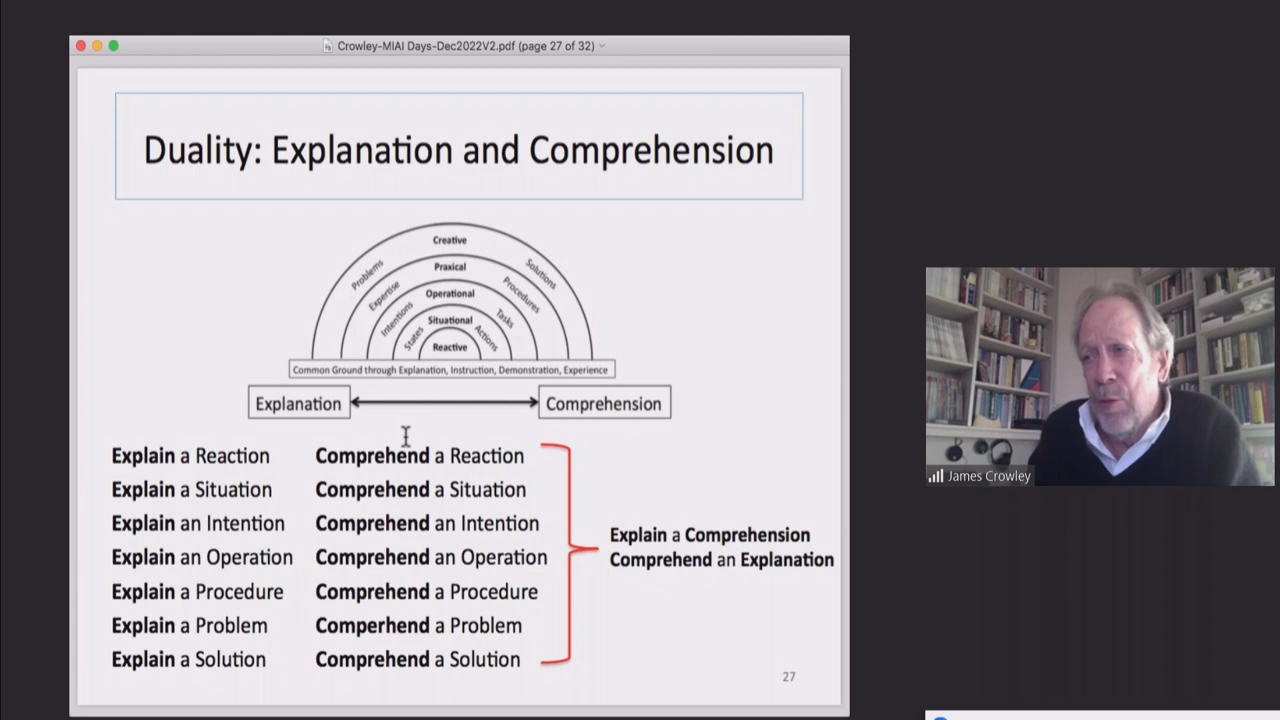 Crowley-MIAI Days-Dec2022V2.pdf (page 27 of 32)
Duality: Explanation and Comprehension
Creative
Problems
Solutions
Praxical
Expertise
Procedures
Operational
Intentions
Tasks
Situational
States
Actions
Reactive
Common Ground through Explanation, Instruction, Demonstration, Experience
Explanation
Comprehension
Explain a Reaction
Explain a Situation
Explain an Intention
Explain an Operation
Explain a Procedure
Explain a Problem
Explain a Solution
Comprehend a Reaction
Comprehend a Situation
Comprehend an Intention
Comprehend an Operation
Comprehend a Procedure
Comperhend a Problem
Comprehend a Solution
Explain a Comprehension
Comprehend an Explanation
27
James Crowley